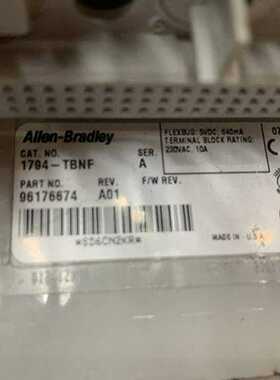 Allen-Bradley
FLEXBUS: 5VDC, 640mA
TERMINAL BLOCK RATING:
230VAC, 10A
CAT. NO. SER.
1794-TBNF A
PART NO. REV. F/W REV.
96176674 A01
MADE IN U.S.A.